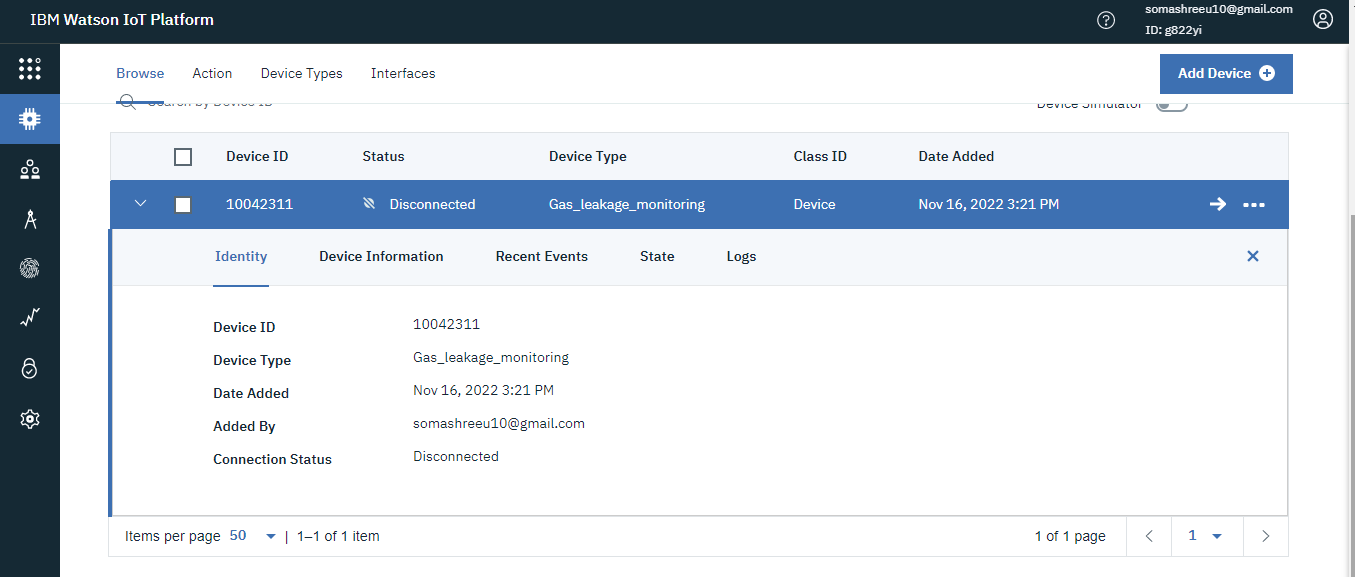 IBM Watson IoT Platform
somashreeu10@gmail.com
ID: g822yi
Browse Action Device Types Interfaces
Add Device
Search by Device ID
Device Simulator
Device ID Status Device Type Class ID Date Added
10042311 Disconnected Gas_leakage_monitoring Device Nov 16, 2022 3:21 PM
Identity Device Information Recent Events State Logs
Device ID 10042311
Device Type Gas_leakage_monitoring
Date Added Nov 16, 2022 3:21 PM
Added By somashreeu10@gmail.com
Connection Status Disconnected
Items per page 50 | 1–1 of 1 item 1 of 1 page 1